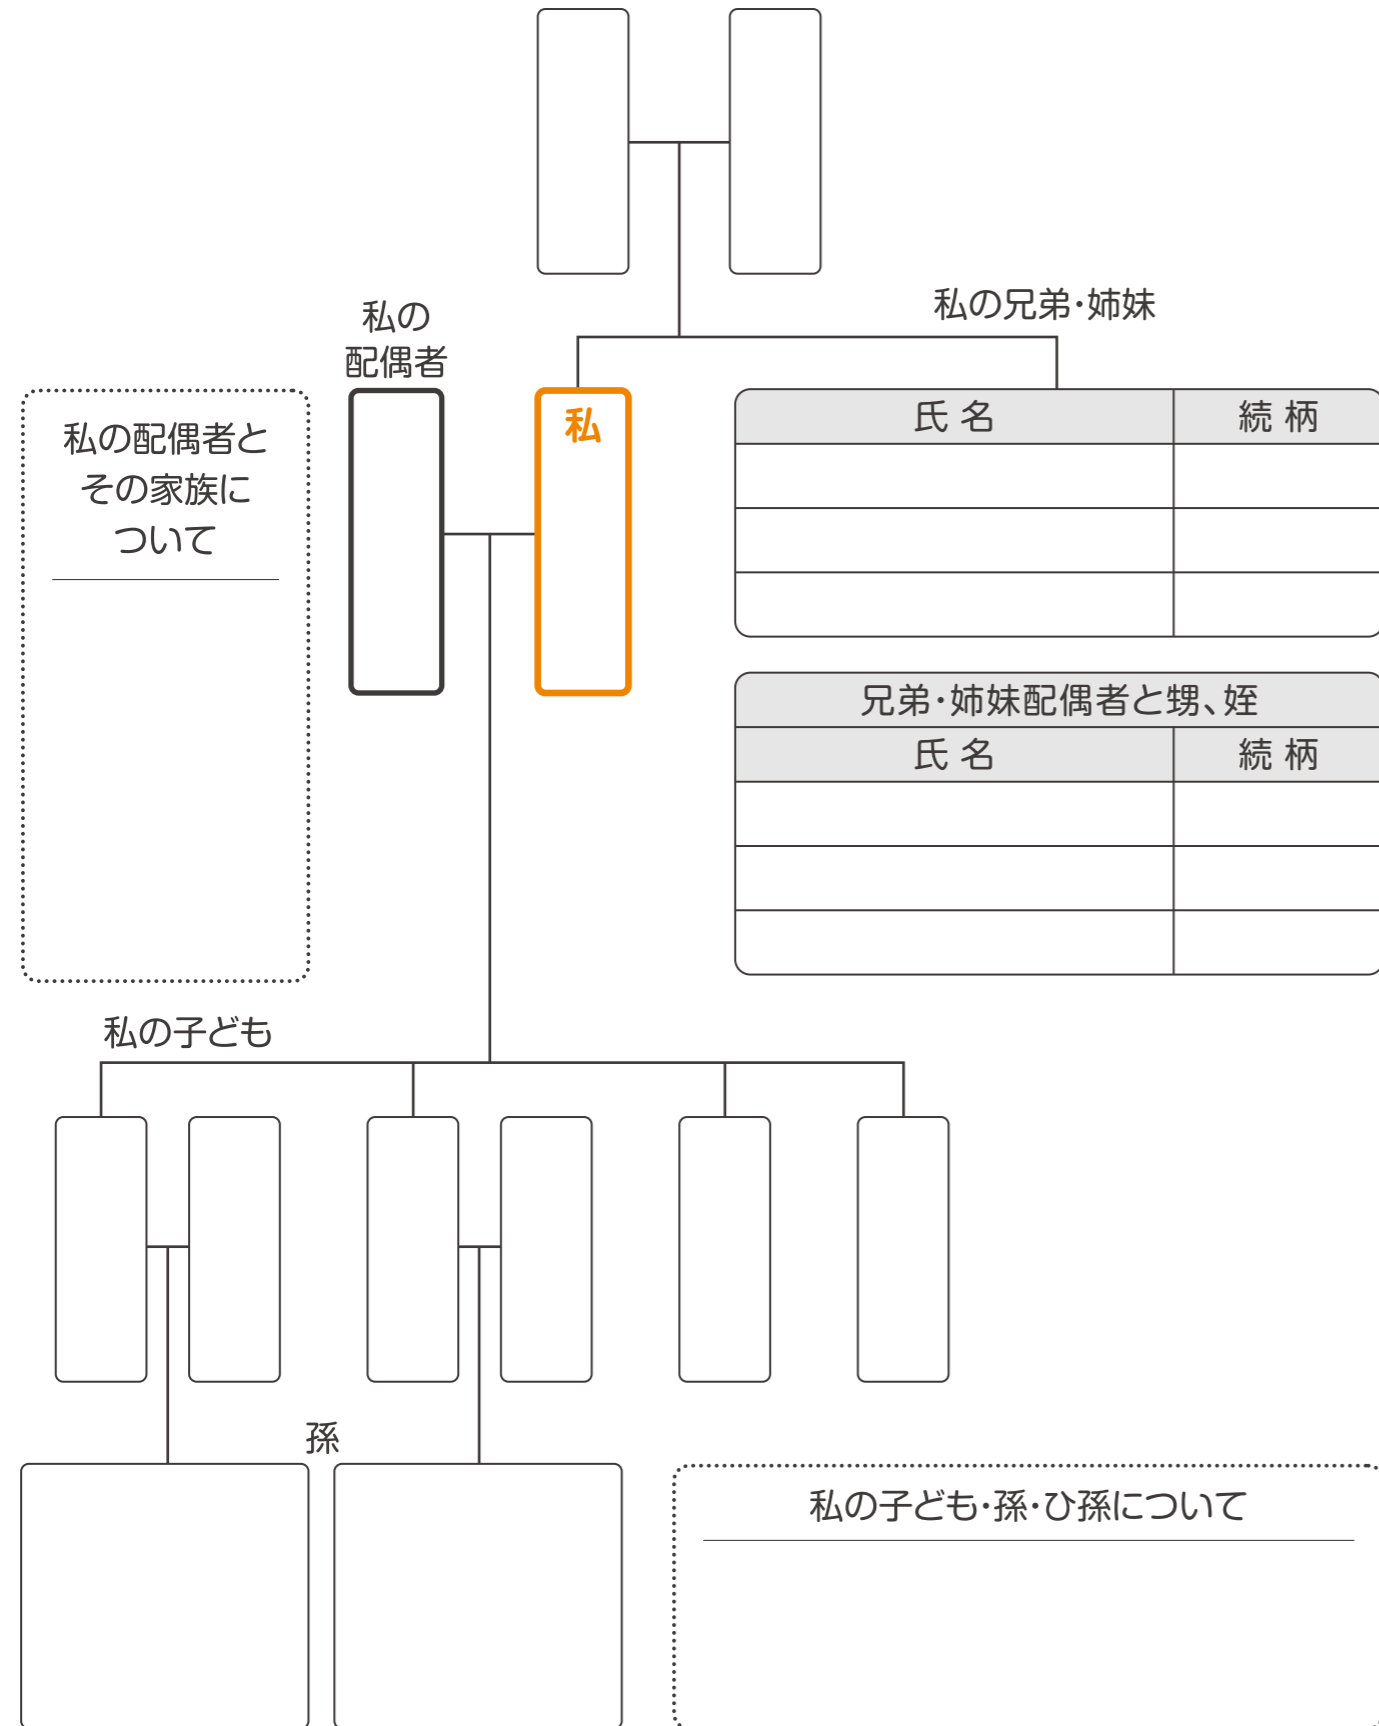 私の兄弟・姉妹
私の
配偶者
私
私の配偶者と
その家族に
ついて
氏 名
続 柄
兄弟・姉妹配偶者と甥、姪
氏 名
続 柄
私の子ども
孫
私の子ども・孫・ひ孫について